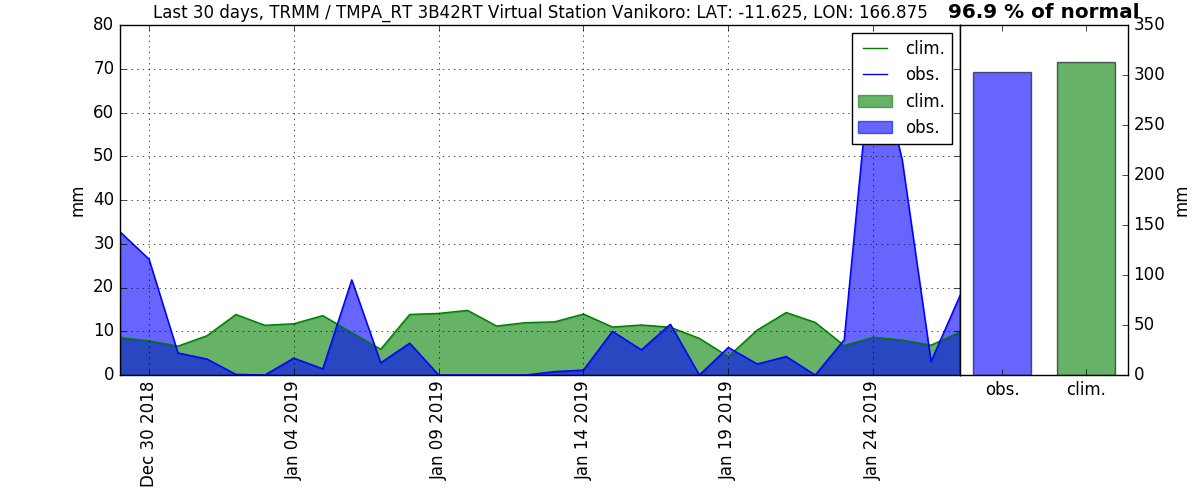 Last 30 days, TRMM / TMPA_RT 3B42RT Virtual Station Vanikoro: LAT: -11.625, LON: 166.875
96.9 % of normal
80
70
60
50
40
30
20
10
0
mm
clim.
obs.
clim.
obs.
Dec 30 2018
Jan 04 2019
Jan 09 2019
Jan 14 2019
Jan 19 2019
Jan 24 2019
350
300
250
200
150
100
50
0
mm
obs.
clim.